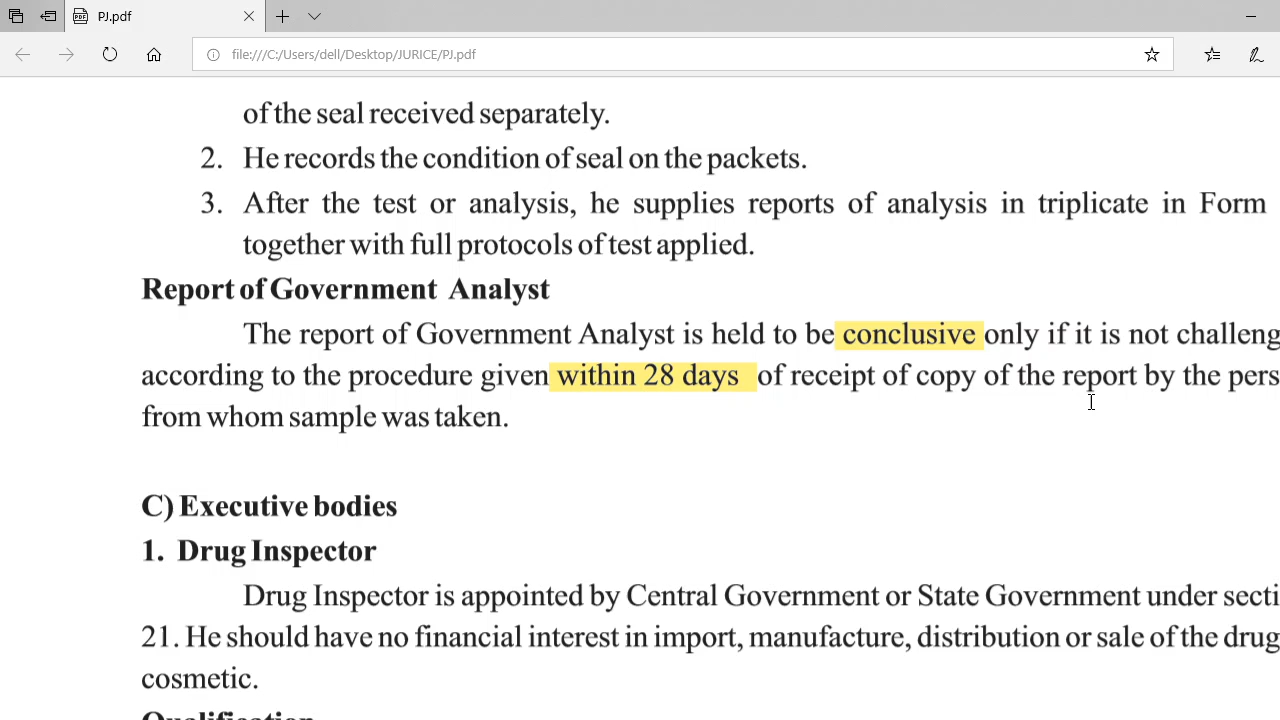 PJ.pdf
file:///C:/Users/dell/Desktop/JURICE/PJ.pdf
of the seal received separately.
2. He records the condition of seal on the packets.
3. After the test or analysis, he supplies reports of analysis in triplicate in Form
together with full protocols of test applied.
Report of Government Analyst
The report of Government Analyst is held to be conclusive only if it is not challeng
according to the procedure given within 28 days of receipt of copy of the report by the pers
from whom sample was taken.
C) Executive bodies
1. Drug Inspector
Drug Inspector is appointed by Central Government or State Government under secti
21. He should have no financial interest in import, manufacture, distribution or sale of the drug
cosmetic.
Qualification